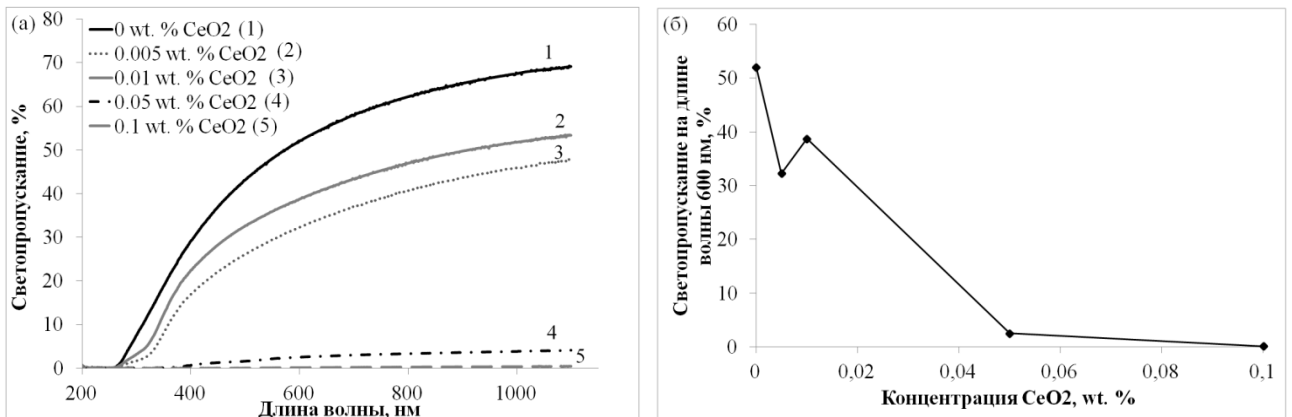 (а)
Светопропускание, %
80
70
60
50
40
30
20
10
0
0 wt. % CeO2 (1)
0.005 wt. % CeO2 (2)
0.01 wt. % CeO2 (3)
0.05 wt. % CeO2 (4)
0.1 wt. % CeO2 (5)
1
2
3
4
5
200
400
600
800
1000
Длина волны, нм
(б)
Светопропускание на длине
волны 600 нм, %
60
50
40
30
20
10
0
0
0,02
0,04
0,06
0,08
0,1
Концентрация CeO2, wt. %